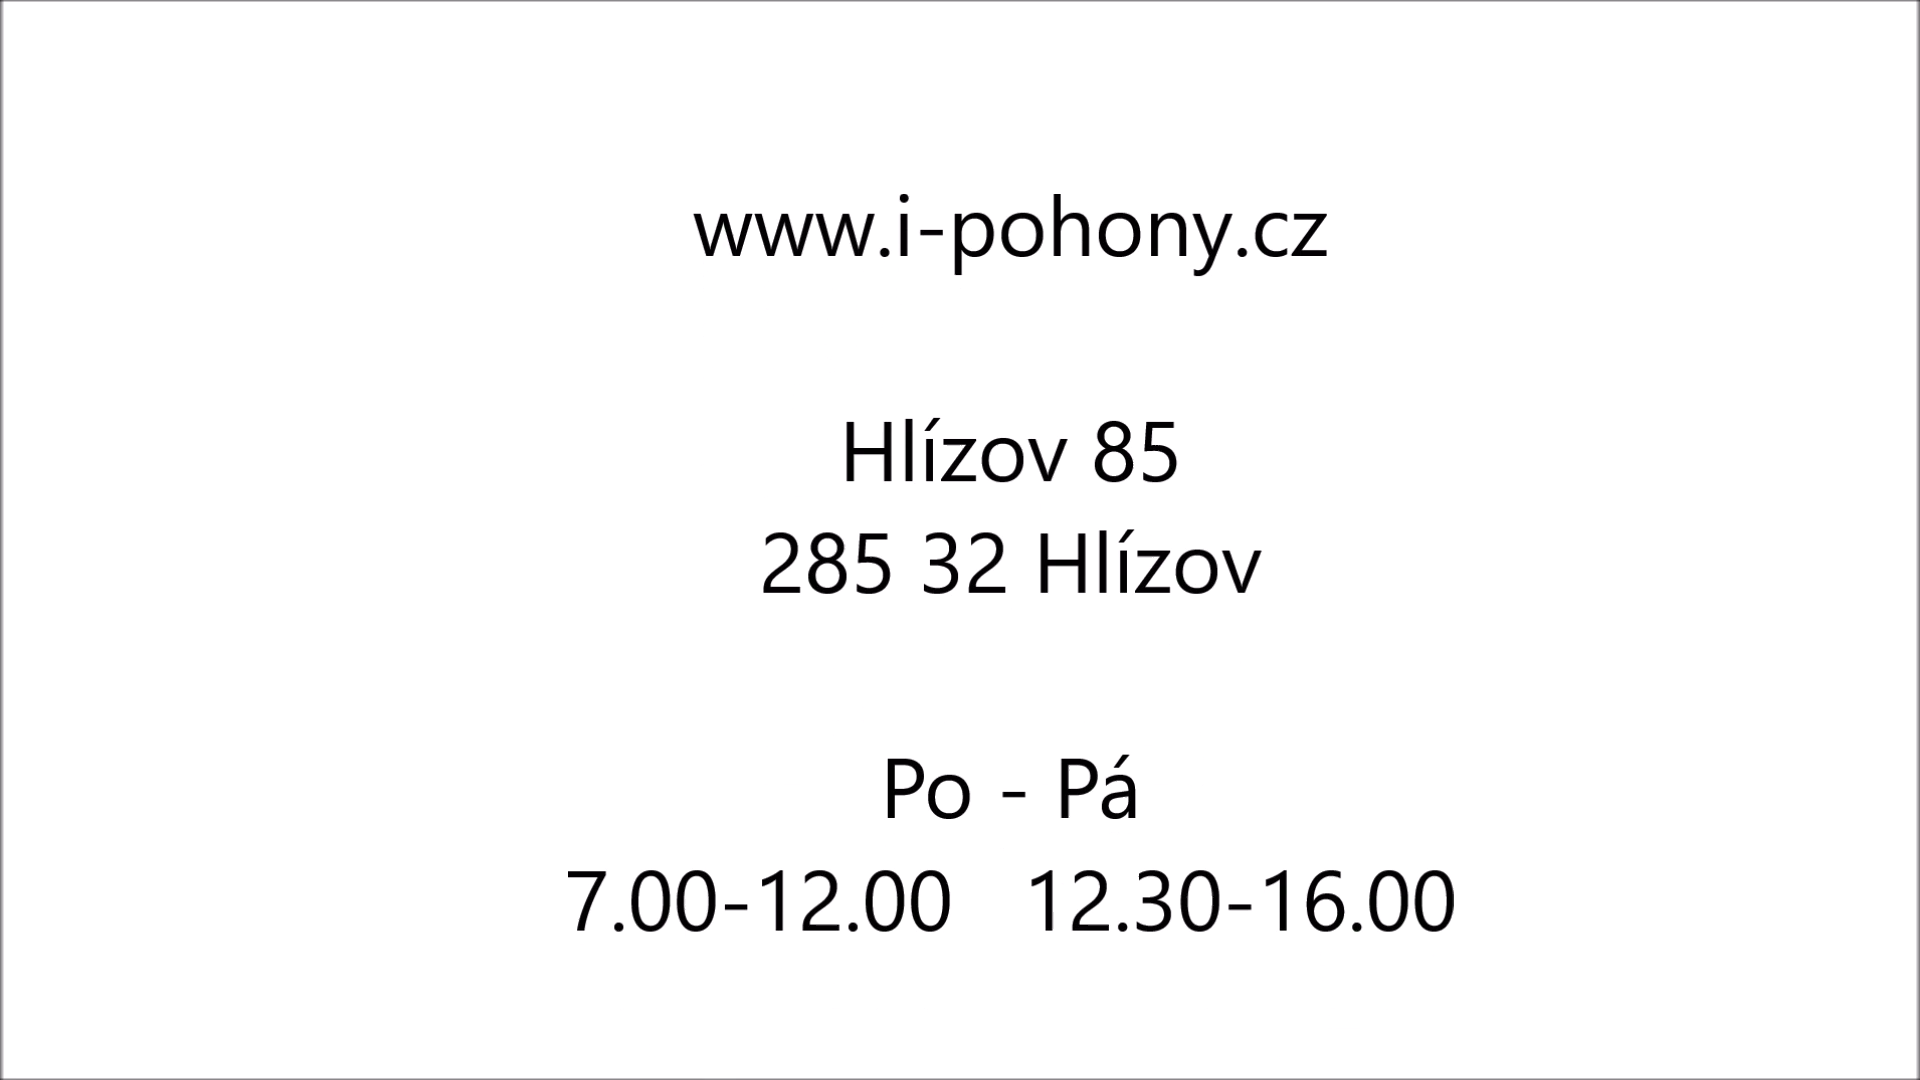 www.i-pohony.cz
Hlízov 85
285 32 Hlízov
Po - Pá
7.00-12.00   12.30-16.00